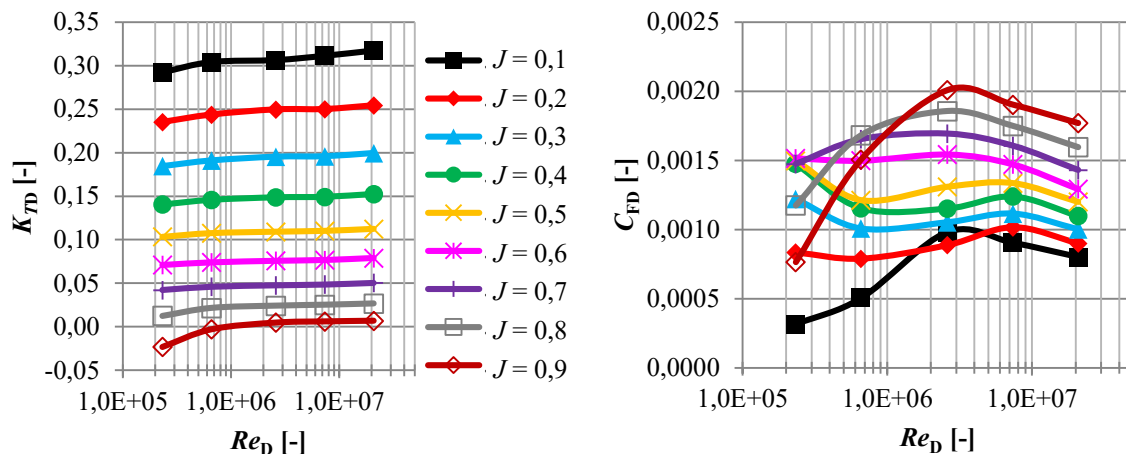 0,35
0,30
0,25
0,20
0,15
0,10
0,05
0,00
-0,05
K_TD [-]
1,0E+05 1,0E+06 1,0E+07
Re_D [-]
J = 0,1
J = 0,2
J = 0,3
J = 0,4
J = 0,5
J = 0,6
J = 0,7
J = 0,8
J = 0,9
0,0025
0,0020
0,0015
0,0010
0,0005
0,0000
C_FD [-]
1,0E+05 1,0E+06 1,0E+07
Re_D [-]